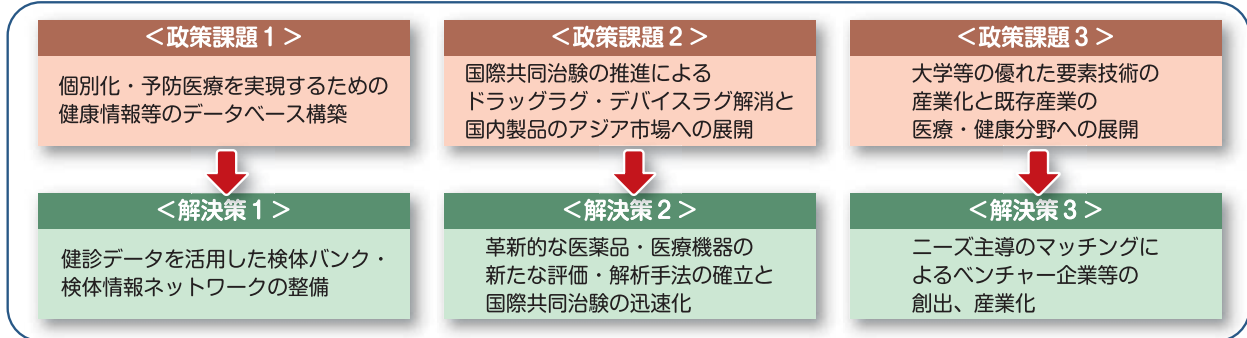 ＜政策課題１＞
個別化・予防医療を実現するための
健康情報等のデータベース構築
＜政策課題２＞
国際共同治験の推進による
ドラッグラグ・デバイスラグ解消と
国内製品のアジア市場への展開
＜政策課題３＞
大学等の優れた要素技術の
産業化と既存産業の
医療・健康分野への展開
＜解決策１＞
健診データを活用した検体バンク・
検体情報ネットワークの整備
＜解決策２＞
革新的な医薬品・医療機器の
新たな評価・解析手法の確立と
国際共同治験の迅速化
＜解決策３＞
ニーズ主導のマッチングに
よるベンチャー企業等の
創出、産業化